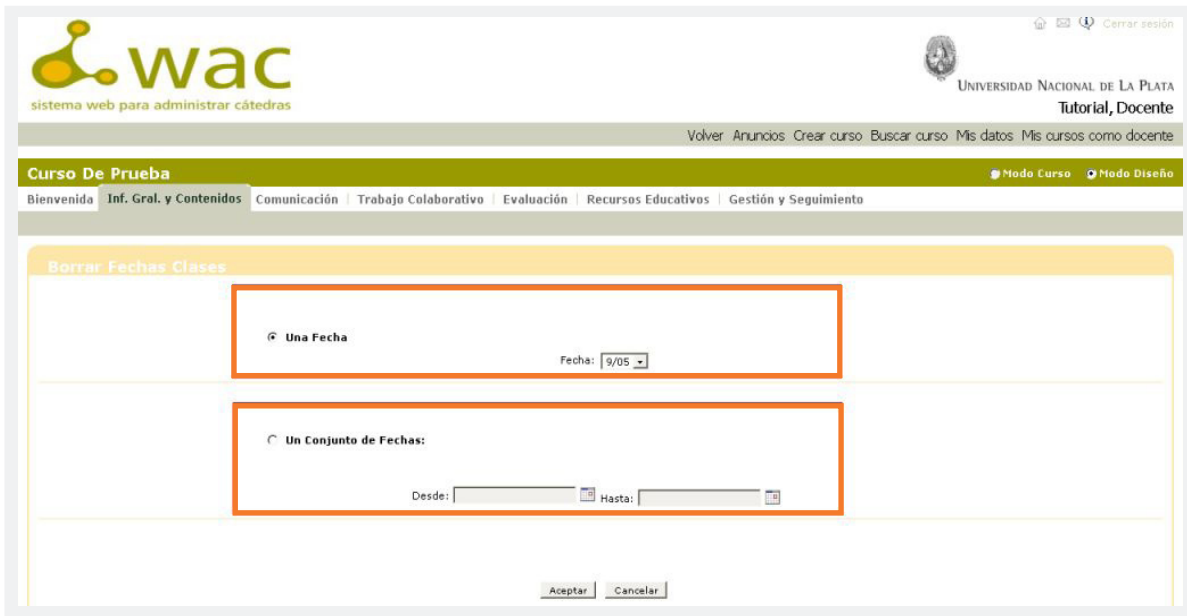 Cerrar sesión
wac
sistema web para administrar cátedras
UNIVERSIDAD NACIONAL DE LA PLATA
Tutorial, Docente
Volver Anuncios Crear curso Buscar curso Mis datos Mis cursos como docente
Curso De Prueba Modo Curso Modo Diseño
Bienvenida Inf. Gral. y Contenidos Comunicación | Trabajo Colaborativo | Evaluación | Recursos Educativos | Gestión y Seguimiento
Borrar Fechas Clases
Una Fecha
Fecha: 9/05
Un Conjunto de Fechas:
Desde: Hasta:
Aceptar Cancelar